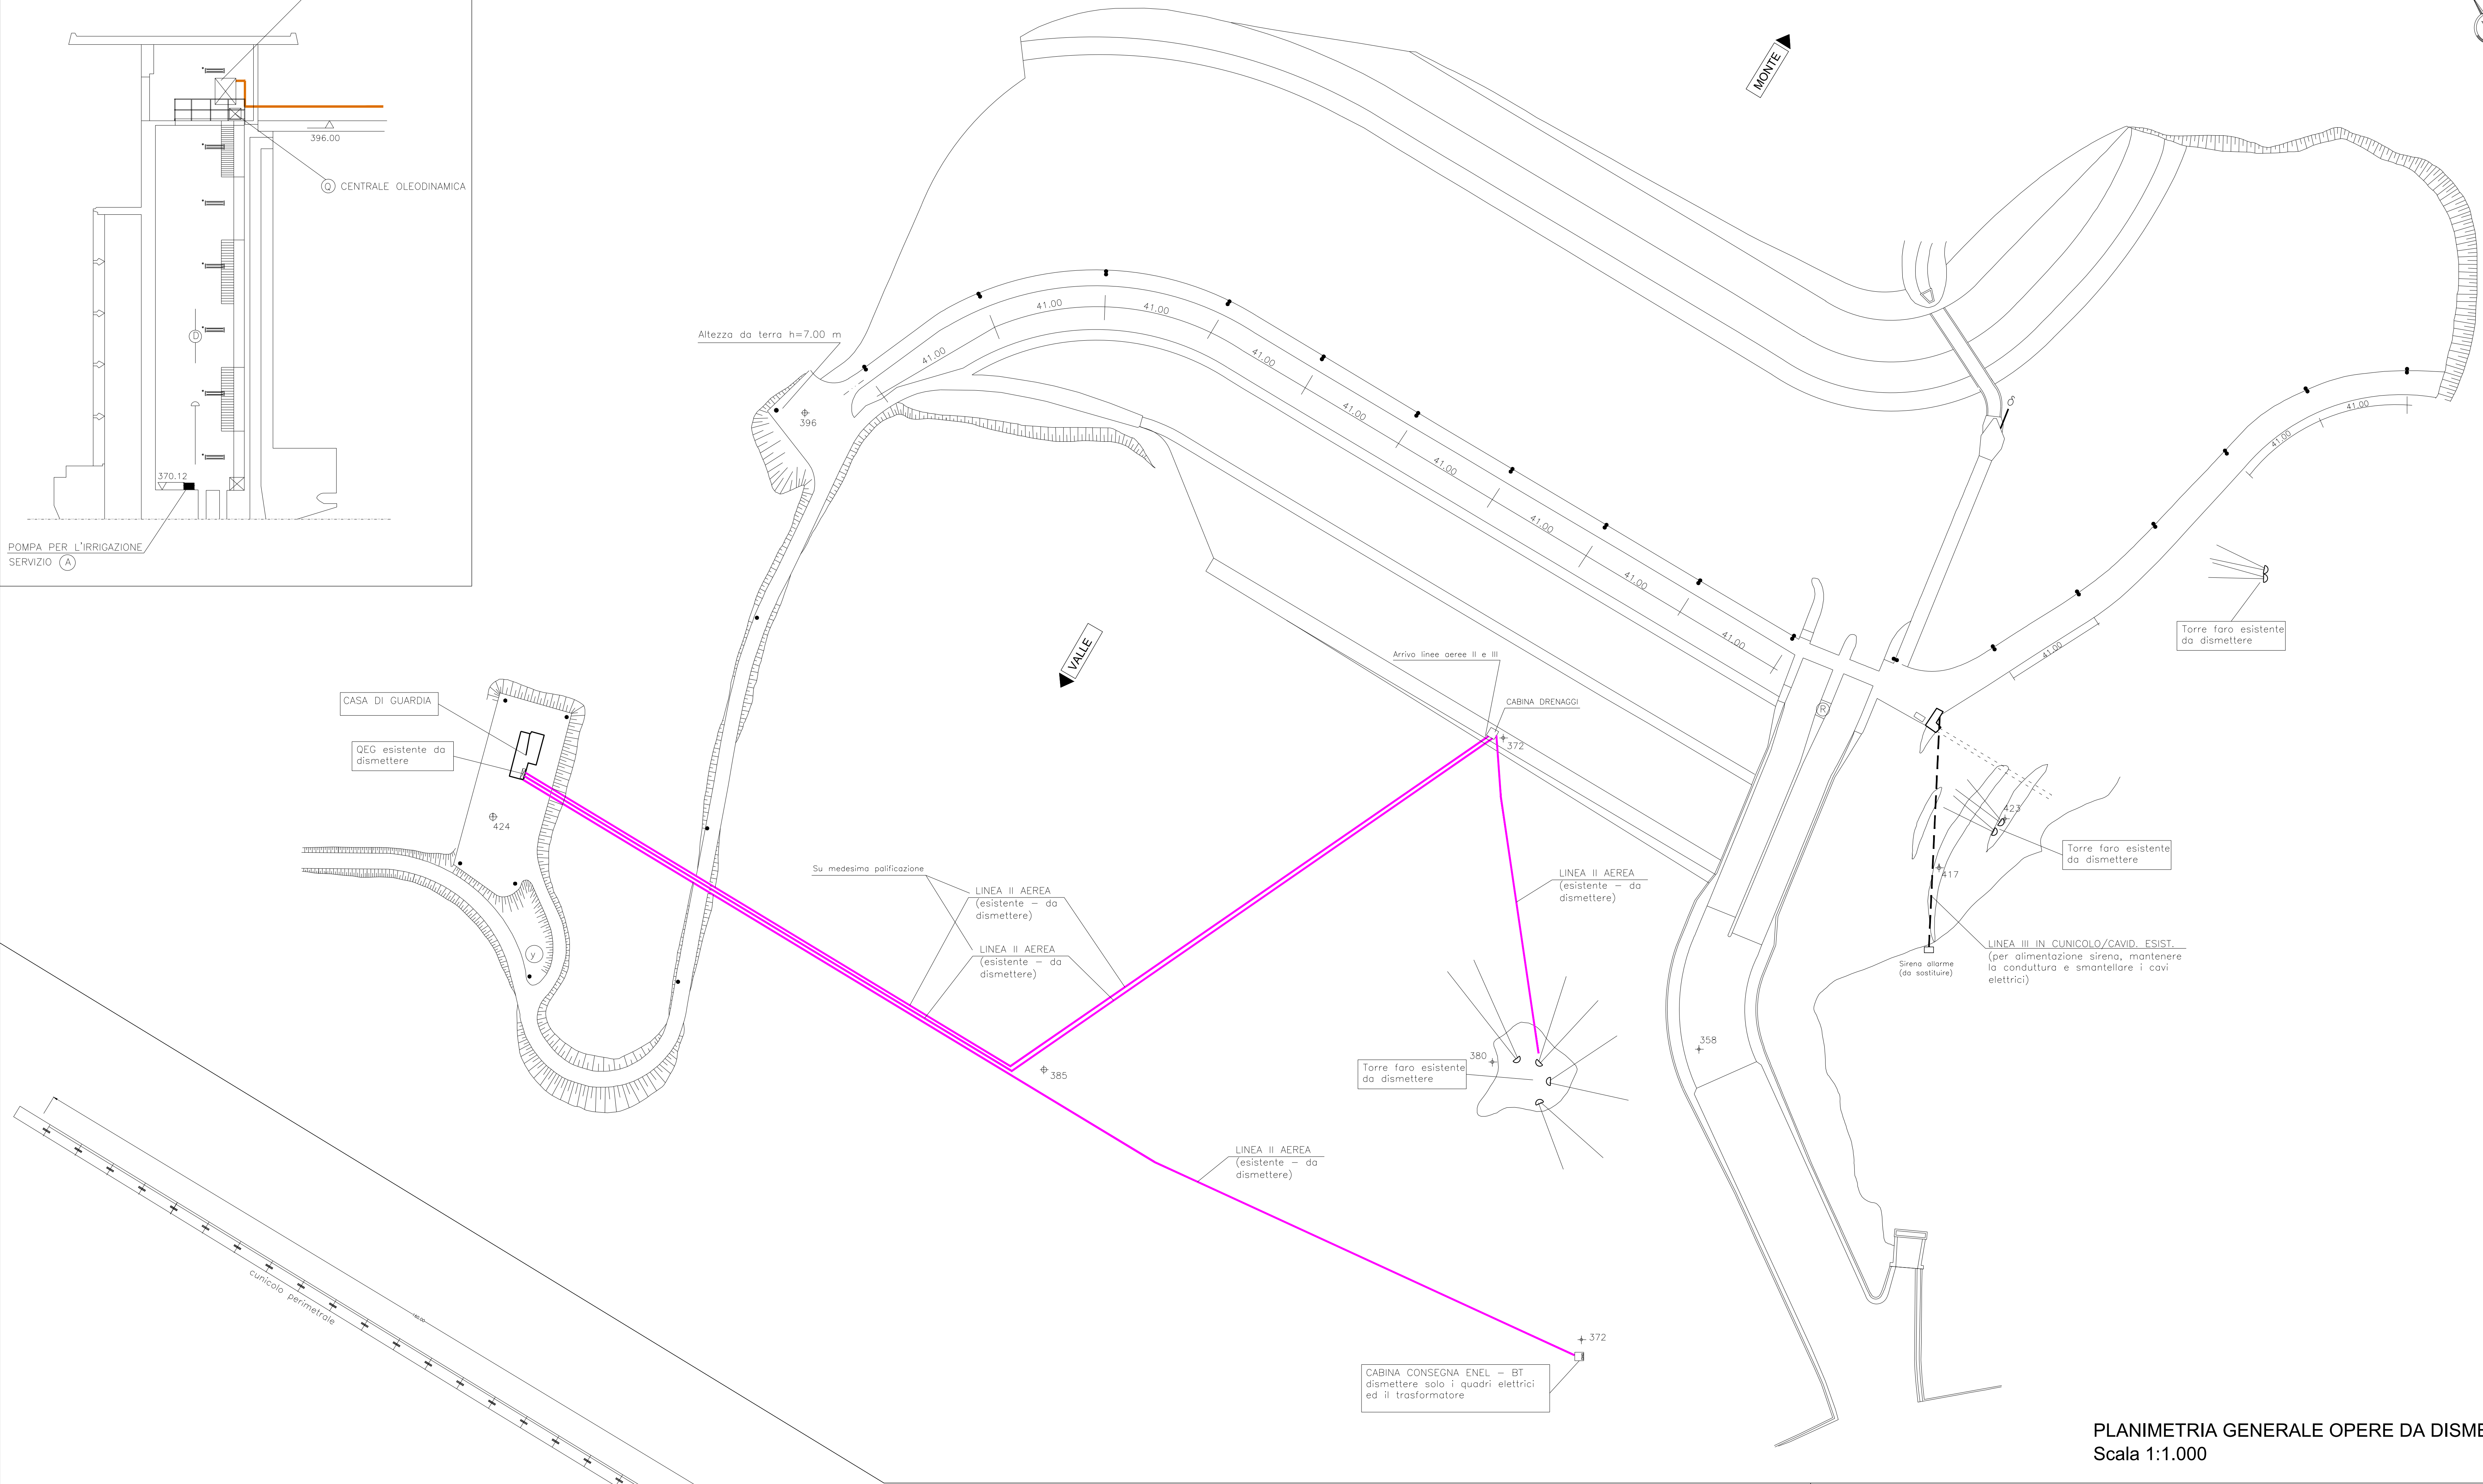 396.00
Q CENTRALE OLEODINAMICA
D
370.12
POMPA PER L'IRRIGAZIONE
SERVIZIO A
MONTE
Altezza da terra h=7.00 m
396
41.00
41.00
41.00
41.00
41.00
41.00
41.00
41.00
41.00
41.00
41.00
41.00
δ
Torre faro esistente
da dismettere
VALLE
Arrivo linee aeree II e III
CABINA DRENAGGI
372
R
CASA DI GUARDIA
QEG esistente da
dismettere
424
y
Su medesima palificazione
LINEA II AEREA
(esistente – da
dismettere)
LINEA II AEREA
(esistente – da
dismettere)
LINEA II AEREA
(esistente – da
dismettere)
423
Torre faro esistente
da dismettere
417
LINEA III IN CUNICOLO/CAVID. ESIST.
(per alimentazione sirena, mantenere
la conduttura e smantellare i cavi
elettrici)
Sirena allarme
(da sostituire)
385
380
358
Torre faro esistente
da dismettere
LINEA II AEREA
(esistente – da
dismettere)
372
CABINA CONSEGNA ENEL – BT
dismettere solo i quadri elettrici
ed il trasformatore
cunicolo perimetrale
PLANIMETRIA GENERALE OPERE DA DISME
Scala 1:1.000